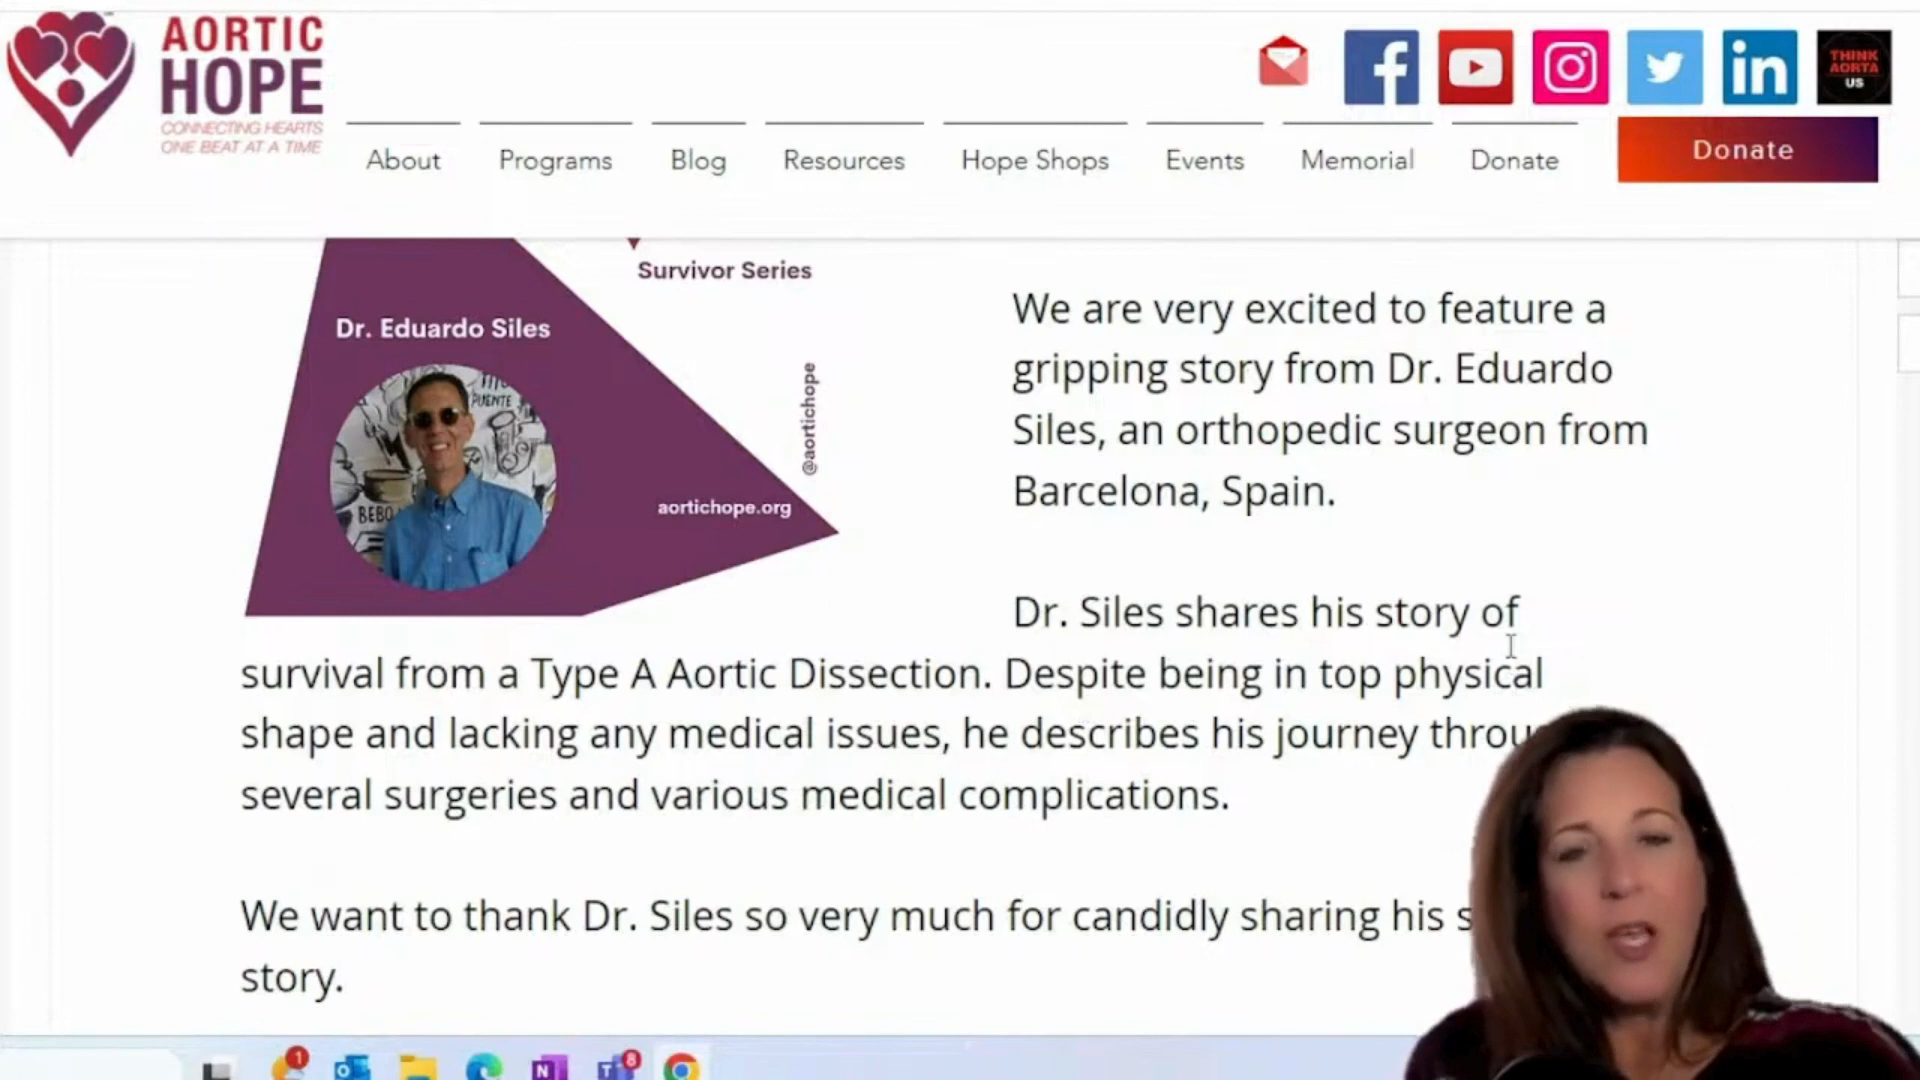 AORTIC
HOPE
CONNECTING HEARTS
ONE BEAT AT A TIME
THINK
AORTA
US
About
Programs
Blog
Resources
Hope Shops
Events
Memorial
Donate
Donate
Survivor Series
Dr. Eduardo Siles
PUENTE
BEBO
@aortichope
aortichope.org
We are very excited to feature a
gripping story from Dr. Eduardo
Siles, an orthopedic surgeon from
Barcelona, Spain.
Dr. Siles shares his story of
survival from a Type A Aortic Dissection. Despite being in top physical
shape and lacking any medical issues, he describes his journey throu
several surgeries and various medical complications.
We want to thank Dr. Siles so very much for candidly sharing his s
story.
1
8